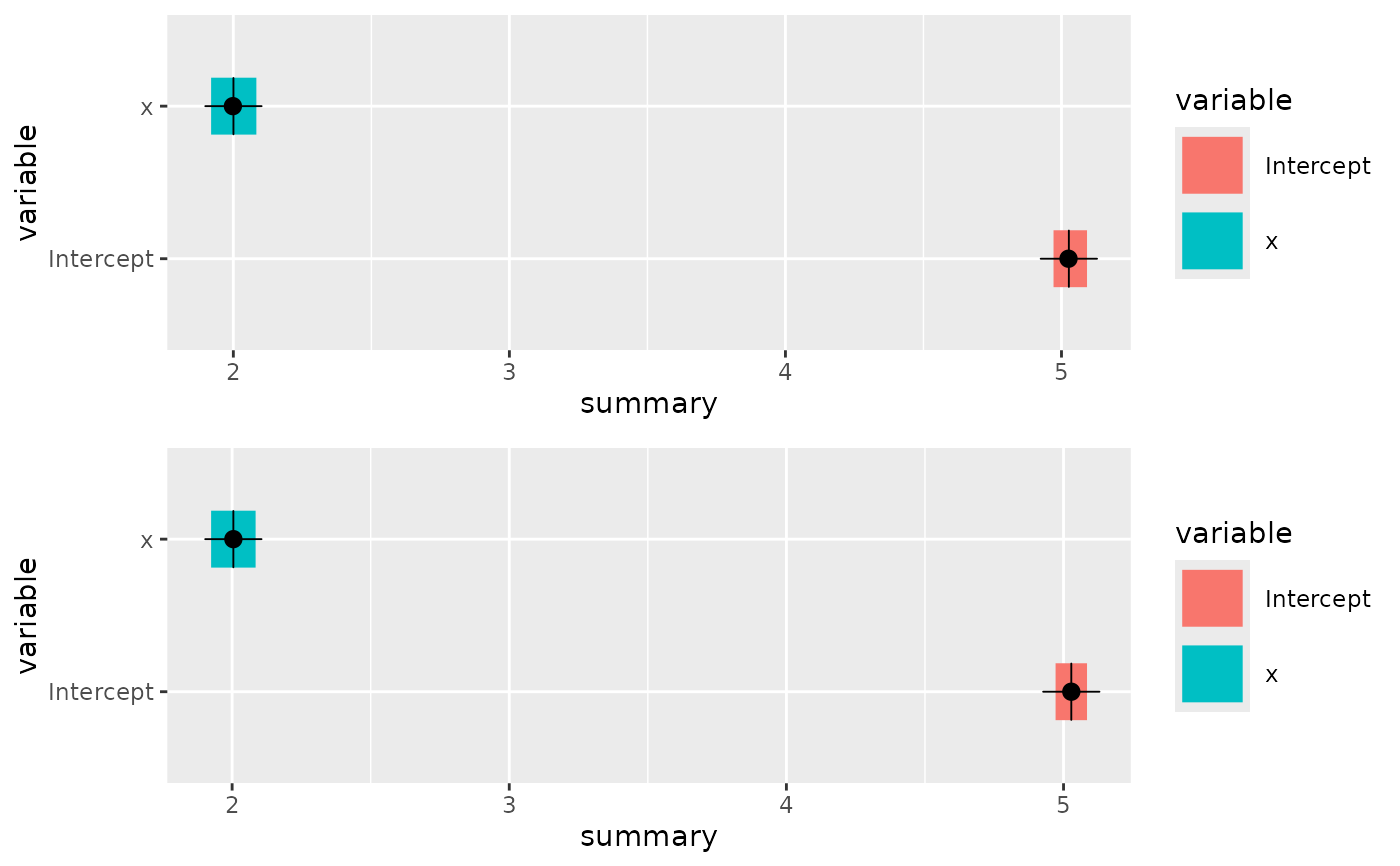 variable
x
Intercept
2 3 4 5
summary
variable
Intercept
x
variable
x
Intercept
2 3 4 5
summary
variable
Intercept
x